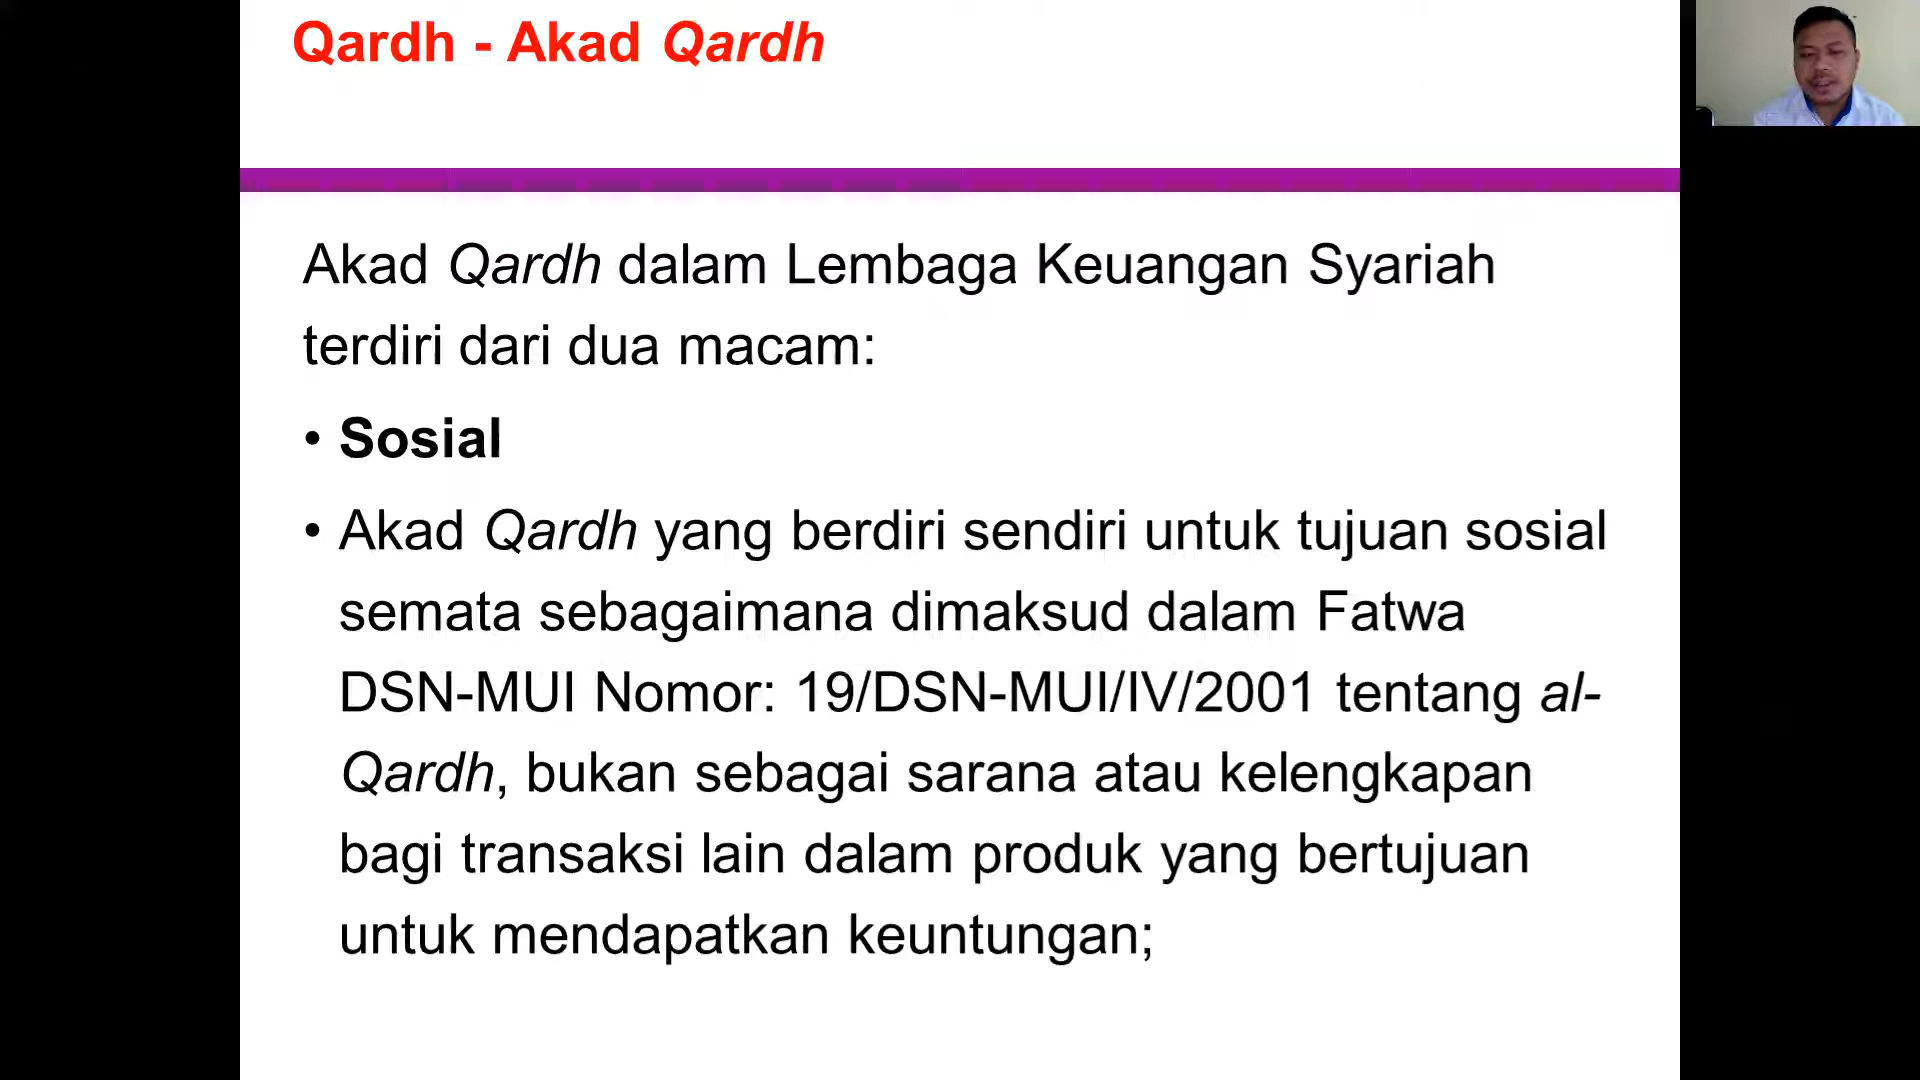 Qardh - Akad Qardh
Akad Qardh dalam Lembaga Keuangan Syariah
terdiri dari dua macam:
• Sosial
• Akad Qardh yang berdiri sendiri untuk tujuan sosial
semata sebagaimana dimaksud dalam Fatwa
DSN-MUI Nomor: 19/DSN-MUI/IV/2001 tentang al-
Qardh, bukan sebagai sarana atau kelengkapan
bagi transaksi lain dalam produk yang bertujuan
untuk mendapatkan keuntungan;